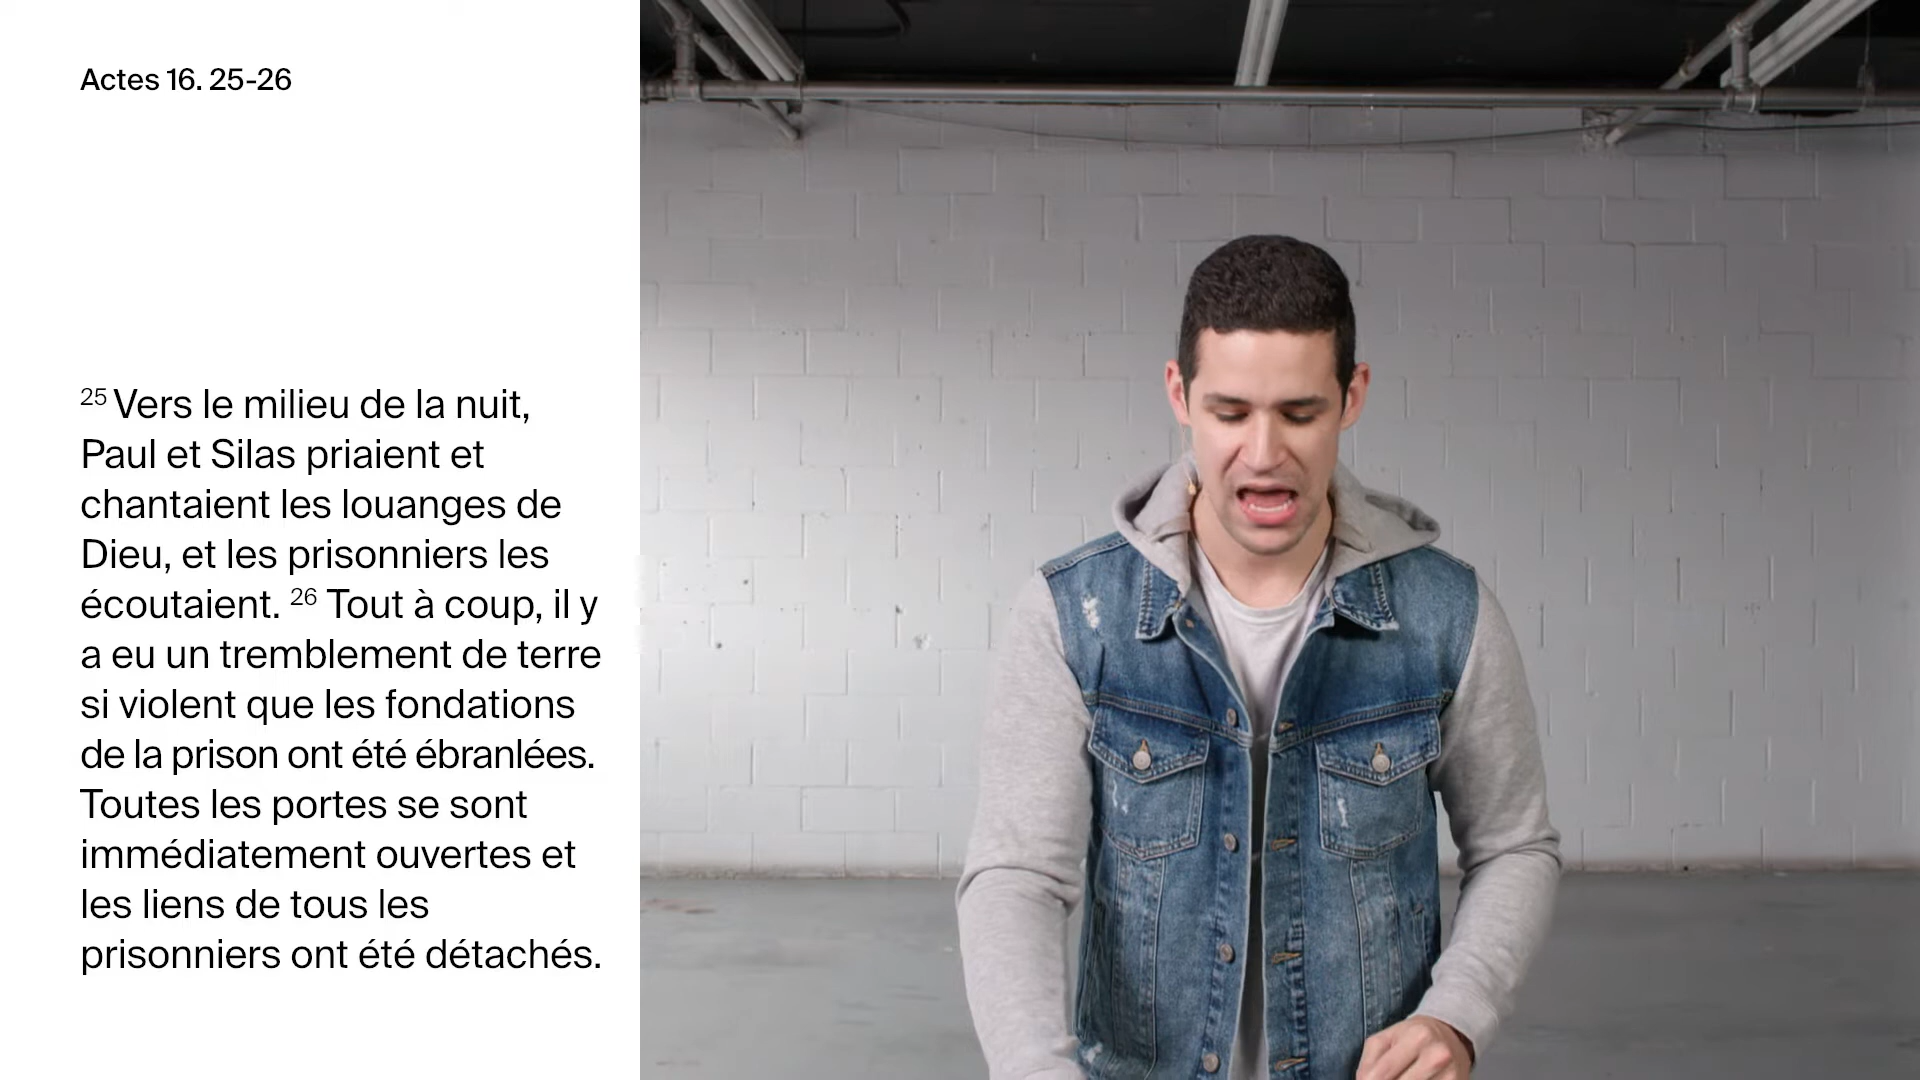 Actes 16. 25-26
25 Vers le milieu de la nuit,
Paul et Silas priaient et
chantaient les louanges de
Dieu, et les prisonniers les
écoutaient. 26 Tout à coup, il y
a eu un tremblement de terre
si violent que les fondations
de la prison ont été ébranlées.
Toutes les portes se sont
immédiatement ouvertes et
les liens de tous les
prisonniers ont été détachés.